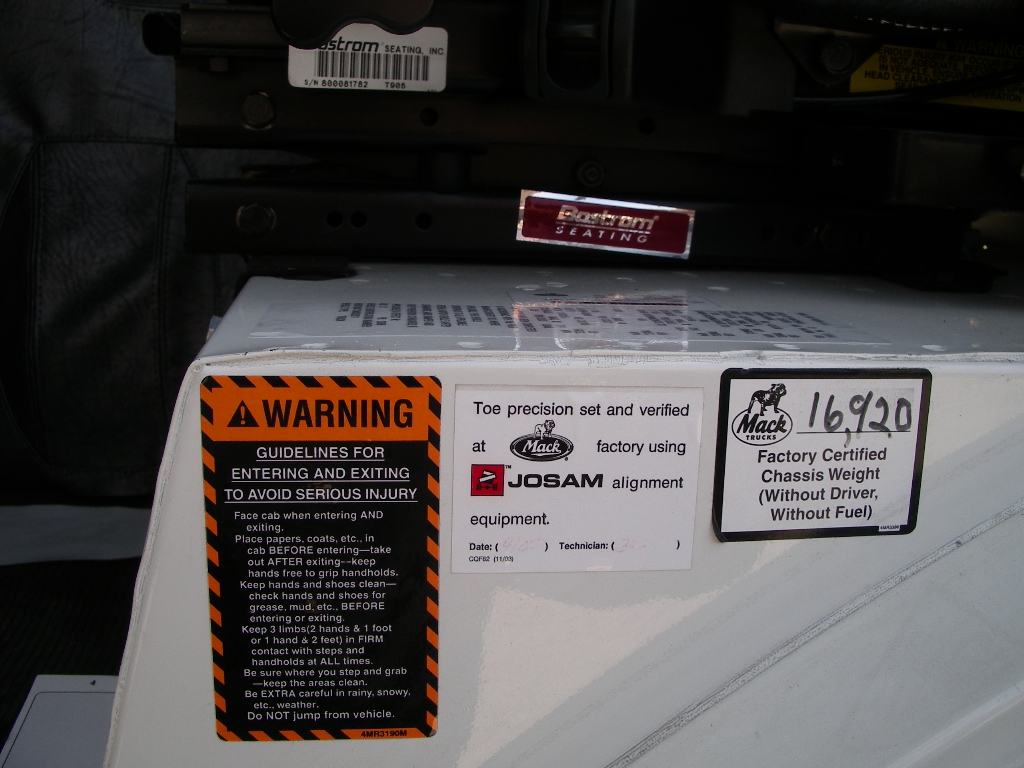 strom SEATING, INC
S/N 800081782 T905
WARNING
HEAD CLEAR
Bostrom
SEATING
WARNING
GUIDELINES FOR
ENTERING AND EXITING
TO AVOID SERIOUS INJURY
Face cab when entering AND
exiting.
Place papers, coats, etc., in
cab BEFORE entering—take
out AFTER exiting--keep
hands free to grip handholds.
Keep hands and shoes clean—
check hands and shoes for
grease, mud, etc., BEFORE
entering or exiting.
Keep 3 limbs(2 hands & 1 foot
or 1 hand & 2 feet) in FIRM
contact with steps and
handholds at ALL times.
Be sure where you step and grab
—keep the areas clean.
Be EXTRA careful in rainy, snowy,
etc., weather.
Do NOT jump from vehicle.
4MR3190M
Toe precision set and verified
at Mack factory using
JOSAM™ alignment
equipment.
Date: ( ) Technician: ( )
CQF62 (11/03)
Mack
TRUCKS
16,920
Factory Certified
Chassis Weight
(Without Driver,
Without Fuel)